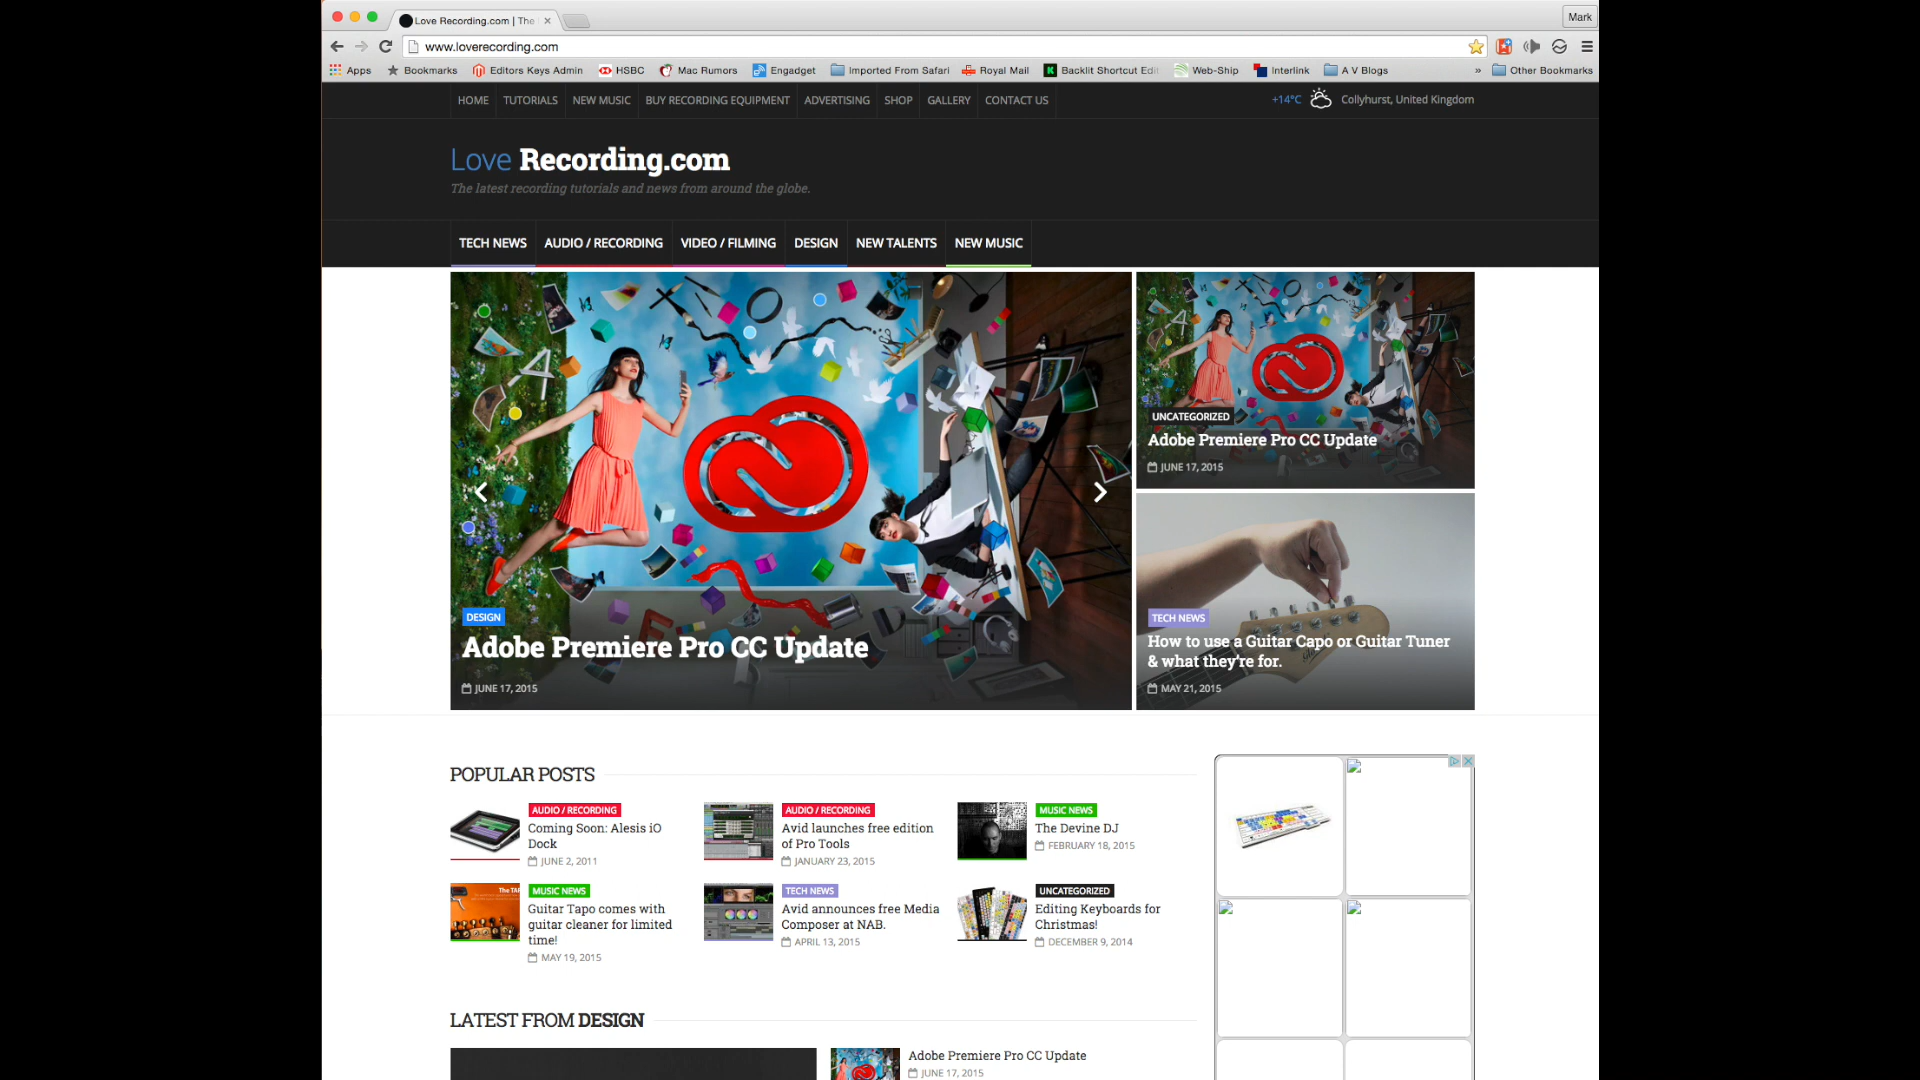 Love Recording.com | The
Mark
www.loverecording.com
Apps
Bookmarks
Editors Keys Admin
HSBC
Mac Rumors
Engadget
Imported From Safari
Royal Mail
Backlit Shortcut Edit
Web-Ship
Interlink
A V Blogs
»
Other Bookmarks
HOME
TUTORIALS
NEW MUSIC
BUY RECORDING EQUIPMENT
ADVERTISING
SHOP
GALLERY
CONTACT US
+14°C
Collyhurst, United Kingdom
Love Recording.com
The latest recording tutorials and news from around the globe.
TECH NEWS
AUDIO / RECORDING
VIDEO / FILMING
DESIGN
NEW TALENTS
NEW MUSIC
DESIGN
Adobe Premiere Pro CC Update
JUNE 17, 2015
UNCATEGORIZED
Adobe Premiere Pro CC Update
JUNE 17, 2015
TECH NEWS
How to use a Guitar Capo or Guitar Tuner
& what they're for.
MAY 21, 2015
POPULAR POSTS
AUDIO / RECORDING
Coming Soon: Alesis iO
Dock
JUNE 2, 2011
AUDIO / RECORDING
Avid launches free edition
of Pro Tools
JANUARY 23, 2015
MUSIC NEWS
The Devine DJ
FEBRUARY 18, 2015
The TAP
MUSIC NEWS
Guitar Tapo comes with
guitar cleaner for limited
time!
MAY 19, 2015
TECH NEWS
Avid announces free Media
Composer at NAB.
APRIL 13, 2015
UNCATEGORIZED
Editing Keyboards for
Christmas!
DECEMBER 9, 2014
LATEST FROM DESIGN
Adobe Premiere Pro CC Update
JUNE 17, 2015